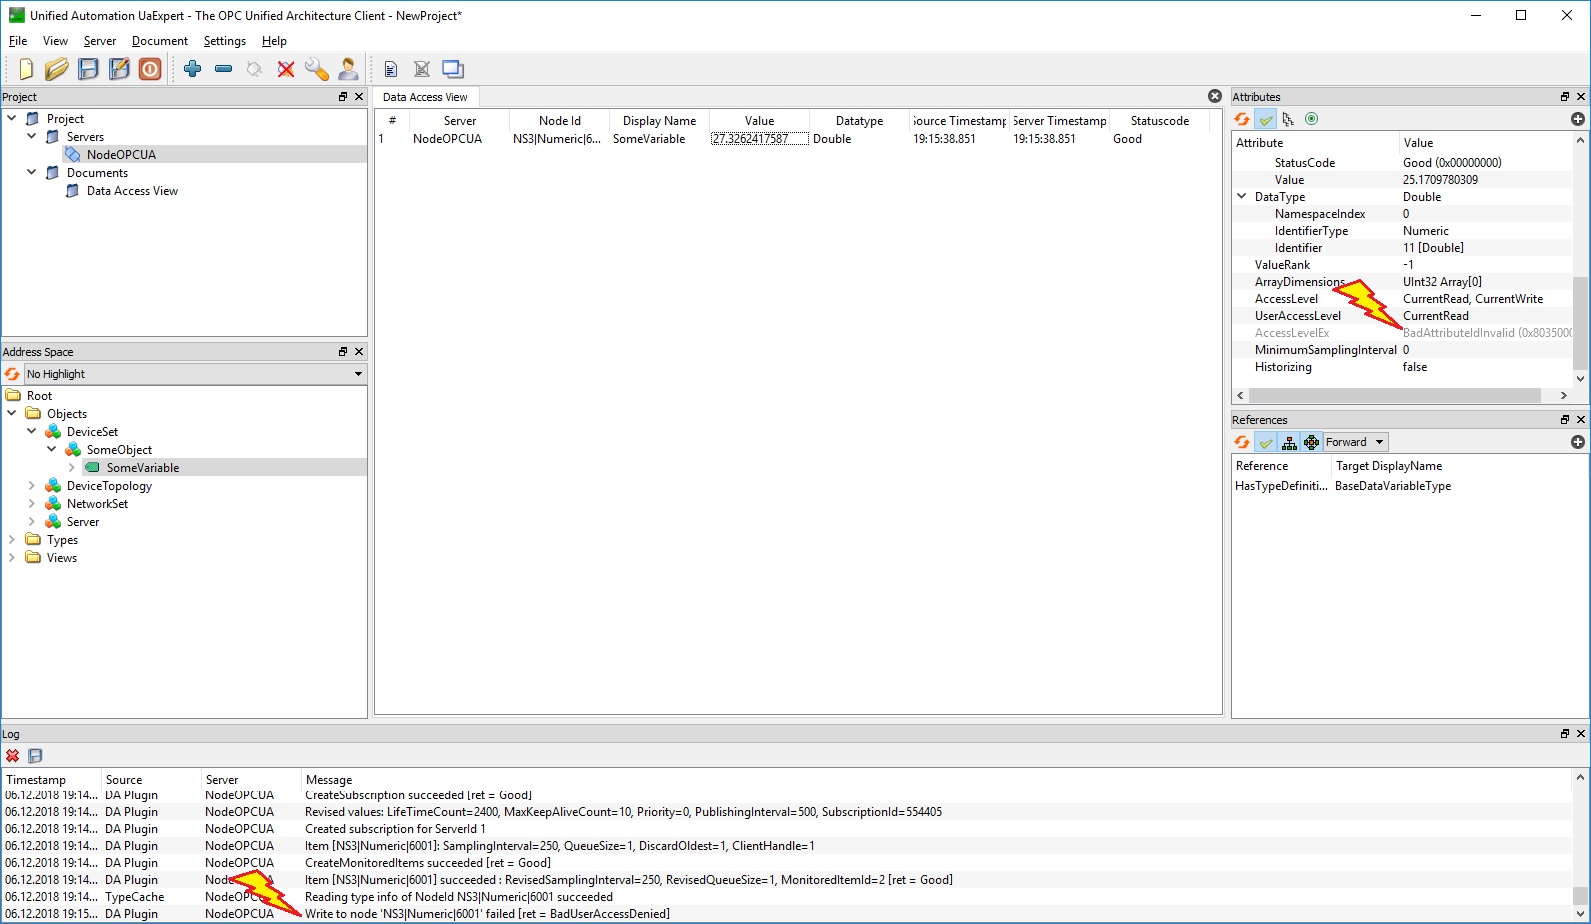 Unified Automation UaExpert - The OPC Unified Architecture Client - NewProject*
File View Server Document Settings Help
Project
Project
Servers
NodeOPCUA
Documents
Data Access View
Address Space
No Highlight
Root
Objects
DeviceSet
SomeObject
SomeVariable
DeviceTopology
NetworkSet
Server
Types
Views
Data Access View
# Server Node Id Display Name Value Datatype Source Timestamp Server Timestamp Statuscode
1 NodeOPCUA NS3|Numeric|6... SomeVariable 27.3262417587 Double 19:15:38.851 19:15:38.851 Good
Attributes
Attribute Value
StatusCode Good (0x00000000)
Value 25.1709780309
DataType Double
NamespaceIndex 0
IdentifierType Numeric
Identifier 11 [Double]
ValueRank -1
ArrayDimensions UInt32 Array[0]
AccessLevel CurrentRead, CurrentWrite
UserAccessLevel CurrentRead
AccessLevelEx BadAttributeIdInvalid (0x803500
MinimumSamplingInterval 0
Historizing false
References
Forward
Reference Target DisplayName
HasTypeDefiniti... BaseDataVariableType
Log
Timestamp Source Server Message
06.12.2018 19:14... DA Plugin NodeOPCUA CreateSubscription succeeded [ret = Good]
06.12.2018 19:14... DA Plugin NodeOPCUA Revised values: LifeTimeCount=2400, MaxKeepAliveCount=10, Priority=0, PublishingInterval=500, SubscriptionId=554405
06.12.2018 19:14... DA Plugin NodeOPCUA Created subscription for ServerId 1
06.12.2018 19:14... DA Plugin NodeOPCUA Item [NS3|Numeric|6001]: SamplingInterval=250, QueueSize=1, DiscardOldest=1, ClientHandle=1
06.12.2018 19:14... DA Plugin NodeOPCUA CreateMonitoredItems succeeded [ret = Good]
06.12.2018 19:14... DA Plugin Node Item [NS3|Numeric|6001] succeeded : RevisedSamplingInterval=250, RevisedQueueSize=1, MonitoredItemId=2 [ret = Good]
06.12.2018 19:14... TypeCache NodeOPCUA Reading type info of NodeId NS3|Numeric|6001 succeeded
06.12.2018 19:15... DA Plugin NodeOPCUA Write to node 'NS3|Numeric|6001' failed [ret = BadUserAccessDenied]